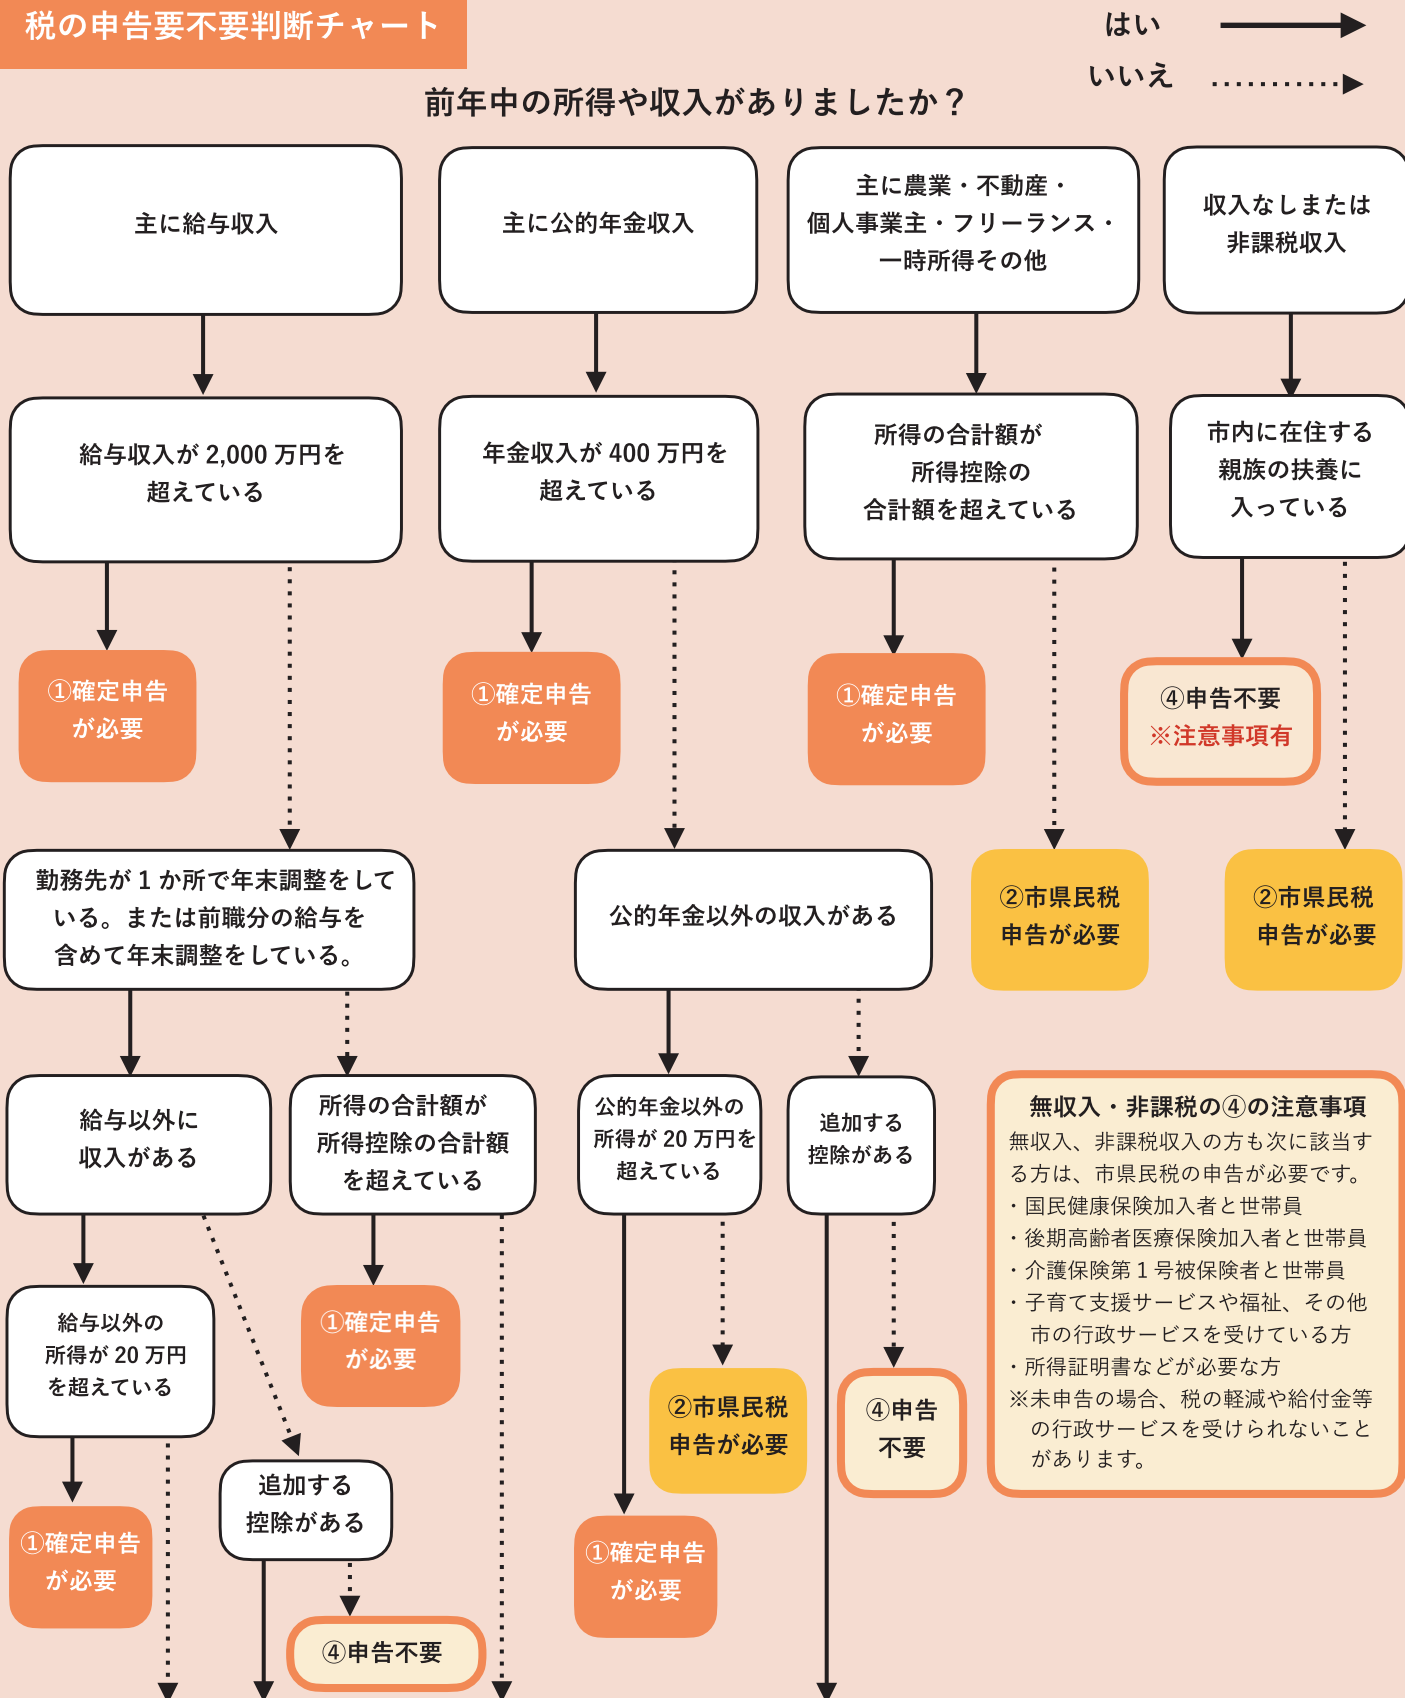 税の申告要不要判断チャート
はい
いいえ
前年中の所得や収入がありましたか？
主に給与収入
主に公的年金収入
主に農業・不動産・
個人事業主・フリーランス・
一時所得その他
収入なしまたは
非課税収入
給与収入が 2,000 万円を
超えている
年金収入が 400 万円を
超えている
所得の合計額が
所得控除の
合計額を超えている
市内に在住する
親族の扶養に
入っている
①確定申告
が必要
①確定申告
が必要
①確定申告
が必要
④申告不要
※注意事項有
勤務先が 1 か所で年末調整をして
いる。または前職分の給与を
含めて年末調整をしている。
公的年金以外の収入がある
②市県民税
申告が必要
②市県民税
申告が必要
給与以外に
収入がある
所得の合計額が
所得控除の合計額
を超えている
公的年金以外の
所得が 20 万円を
超えている
追加する
控除がある
無収入・非課税の④の注意事項
無収入、非課税収入の方も次に該当す
る方は、市県民税の申告が必要です。
・国民健康保険加入者と世帯員
・後期高齢者医療保険加入者と世帯員
・介護保険第 1 号被保険者と世帯員
・子育て支援サービスや福祉、その他
市の行政サービスを受けている方
・所得証明書などが必要な方
※未申告の場合、税の軽減や給付金等
の行政サービスを受けられないこと
があります。
給与以外の
所得が 20 万円
を超えている
①確定申告
が必要
②市県民税
申告が必要
④申告
不要
追加する
控除がある
①確定申告
が必要
①確定申告
が必要
④申告不要